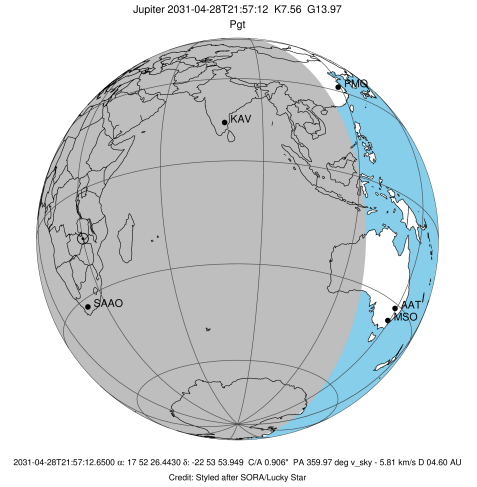 Jupiter 2031-04-28T21:57:12 K7.56 G13.97
Pgt
PMO
KAV
SAAO
AAT
MSO
2031-04-28T21:57:12.6500 α: 17 52 26.4430 δ: -22 53 53.949 C/A 0.906" PA 359.97 deg v_sky - 5.81 km/s D 04.60 AU
Credit: Styled after SORA/Lucky Star